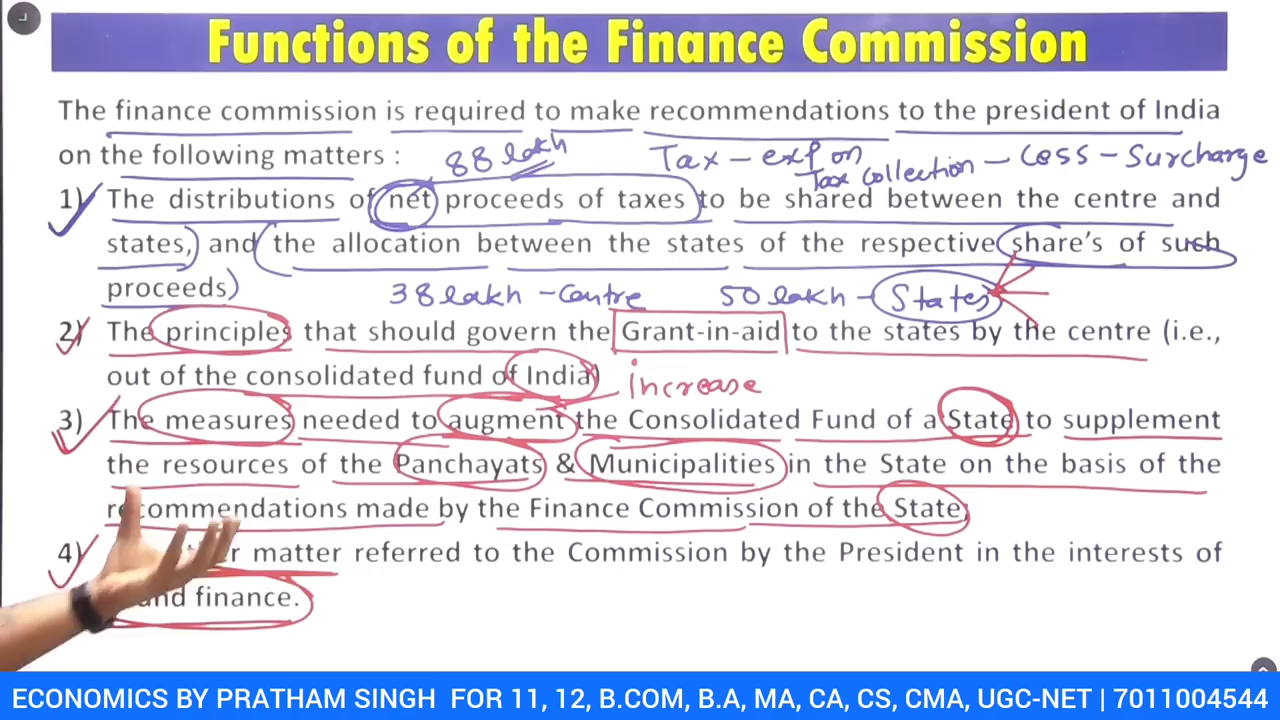 Functions of the Finance Commission
The finance commission is required to make recommendations to the president of India
on the following matters :
88 lakh
Tax - exp on
Tax collection - Cess - Surcharge
1) The distributions of net proceeds of taxes to be shared between the centre and
states, and (the allocation between the states of the respective share's of such
proceeds)
38 lakh - Centre
50 lakh - States
2) The principles that should govern the Grant-in-aid to the states by the centre (i.e.,
out of the consolidated fund of India)
increase
3) The measures needed to augment the Consolidated Fund of a State to supplement
the resources of the Panchayats & Municipalities in the State on the basis of the
recommendations made by the Finance Commission of the State;
4) matter referred to the Commission by the President in the interests of
finance.
ECONOMICS BY PRATHAM SINGH FOR 11, 12, B.COM, B.A, MA, CA, CS, CMA, UGC-NET | 7011004544